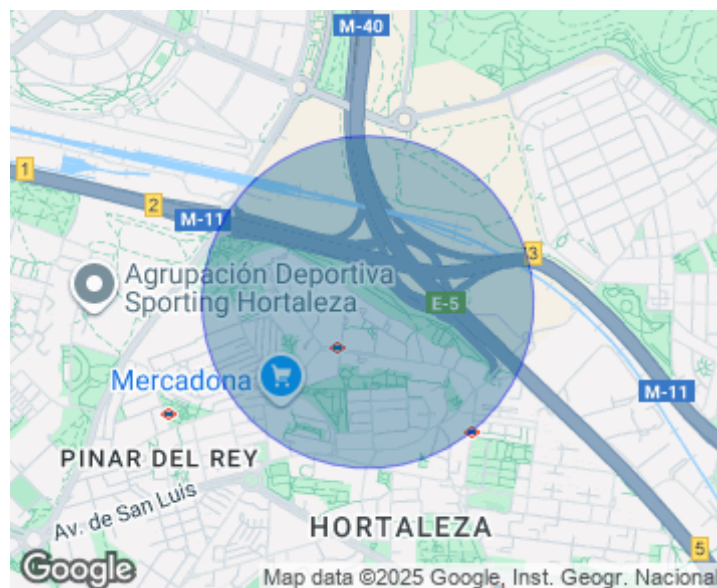 M-40
1
2
M-11
3
Agrupación Deportiva
Sporting Hortaleza
E-5
Mercadona
M-11
PINAR DEL REY
Av. de San Luis
HORTALEZA
5
Google
Map data ©2025 Google, Inst. Geogr. Nacional